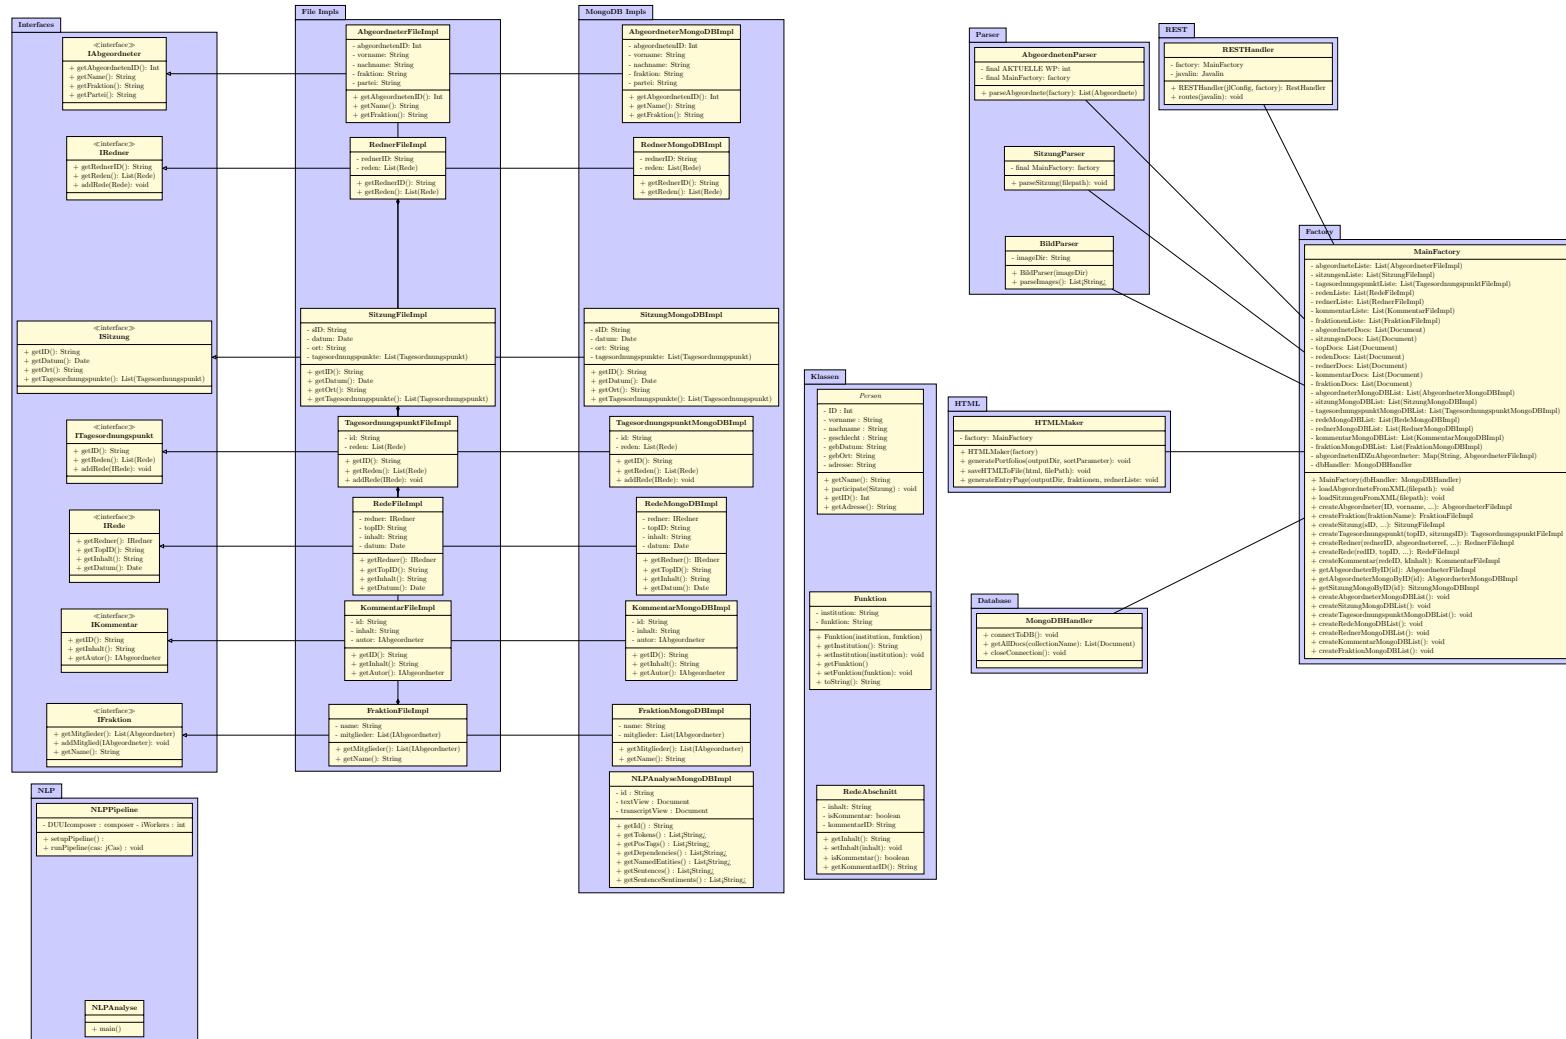 Interfaces
≪interface≫
IAbgeordneter
+ getAbgeordnetenID(): Int
+ getName(): String
+ getFraktion(): String
+ getPartei(): String
≪interface≫
IRedner
+ getRednerID(): String
+ getReden(): List(Rede)
+ addRede(Rede): void
≪interface≫
ISitzung
+ getID(): String
+ getDatum(): Date
+ getOrt(): String
+ getTagesordnungspunkte(): List(Tagesordnungspunkt)
≪interface≫
ITagesordnungspunkt
+ getID(): String
+ getReden(): List(Rede)
+ addRede(IRede): void
≪interface≫
IRede
+ getRedner(): IRedner
+ getTopID(): String
+ getInhalt(): String
+ getDatum(): Date
≪interface≫
IKommentar
+ getID(): String
+ getInhalt(): String
+ getAutor(): IAbgeordneter
≪interface≫
IFraktion
+ getMitglieder(): List(Abgeordneter)
+ addMitglied(IAbgeordneter): void
+ getName(): String
NLP
NLPPipeline
- DUUIcomposer : composer - iWorkers : int
+ setupPipeline() :
+ runPipeline(cas: jCas) : void
NLPAnalyse
+ main()
File Impls
AbgeordneterFileImpl
- abgeordnetenID: Int
- vorname: String
- nachname: String
- fraktion: String
- partei: String
+ getAbgeordnetenID(): Int
+ getName(): String
+ getFraktion(): String
RednerFileImpl
- rednerID: String
- reden: List(Rede)
+ getRednerID(): String
+ getReden(): List(Rede)
SitzungFileImpl
- sID: String
- datum: Date
- ort: String
- tagesordnungspunkte: List(Tagesordnungspunkt)
+ getID(): String
+ getDatum(): Date
+ getOrt(): String
+ getTagesordnungspunkte(): List(Tagesordnungspunkt)
TagesordnungspunktFileImpl
- id: String
- reden: List(Rede)
+ getID(): String
+ getReden(): List(Rede)
+ addRede(IRede): void
RedeFileImpl
- redner: IRedner
- topID: String
- inhalt: String
- datum: Date
+ getRedner(): IRedner
+ getTopID(): String
+ getInhalt(): String
+ getDatum(): Date
KommentarFileImpl
- id: String
- inhalt: String
- autor: IAbgeordneter
+ getID(): String
+ getInhalt(): String
+ getAutor(): IAbgeordneter
FraktionFileImpl
- name: String
- mitglieder: List(IAbgeordneter)
+ getMitglieder(): List(IAbgeordneter)
+ getName(): String
MongoDB Impls
AbgeordneterMongoDBImpl
- abgeordnetenID: Int
- vorname: String
- nachname: String
- fraktion: String
- partei: String
+ getAbgeordnetenID(): Int
+ getName(): String
+ getFraktion(): String
RednerMongoDBImpl
- rednerID: String
- reden: List(Rede)
+ getRednerID(): String
+ getReden(): List(Rede)
SitzungMongoDBImpl
- sID: String
- datum: Date
- ort: String
- tagesordnungspunkte: List(Tagesordnungspunkt)
+ getID(): String
+ getDatum(): Date
+ getOrt(): String
+ getTagesordnungspunkte(): List(Tagesordnungspunkt)
TagesordnungspunktMongoDBImpl
- id: String
- reden: List(Rede)
+ getID(): String
+ getReden(): List(Rede)
+ addRede(IRede): void
RedeMongoDBImpl
- redner: IRedner
- topID: String
- inhalt: String
- datum: Date
+ getRedner(): IRedner
+ getTopID(): String
+ getInhalt(): String
+ getDatum(): Date
KommentarMongoDBImpl
- id: String
- inhalt: String
- autor: IAbgeordneter
+ getID(): String
+ getInhalt(): String
+ getAutor(): IAbgeordneter
FraktionMongoDBImpl
- name: String
- mitglieder: List(IAbgeordneter)
+ getMitglieder(): List(IAbgeordneter)
+ getName(): String
NLPAnalyseMongoDBImpl
- id : String
- textView : Document
- transcriptView : Document
+ getId() : String
+ getTokens() : List¡String¿
+ getPosTags() : List¡String¿
+ getDependencies() : List¡String¿
+ getNamedEntities() : List¡String¿
+ getSentences() : List¡String¿
+ getSentenceSentiments() : List¡String¿
Klassen
Person
- ID : Int
- vorname : String
- nachname : String
- geschlecht : String
- gebDatum: String
- gebOrt: String
- adresse: String
+ getName(): String
+ participate(Sitzung) : void
+ getID(): Int
+ getAdresse(): String
Funktion
- institution: String
- funktion: String
+ Funktion(institution, funktion)
+ getInstitution(): String
+ setInstitution(institution): void
+ getFunktion()
+ setFunktion(funktion): void
+ toString(): String
RedeAbschnitt
- inhalt: String
- isKommentar: boolean
- kommentarID: String
+ getInhalt(): String
+ setInhalt(inhalt): void
+ isKommentar(): boolean
+ getKommentarID(): String
Parser
AbgeordnetenParser
- final AKTUELLE WP: int
- final MainFactory: factory
+ parseAbgeordnete(factory): List(Abgeordnete)
SitzungParser
- final MainFactory: factory
+ parseSitzung(filepath): void
BildParser
- imageDir: String
+ BildParser(imageDir)
+ parseImages(): List¡String¿
REST
RESTHandler
- factory: MainFactory
- javalin: Javalin
+ RESTHandler(jlConfig, factory): RestHandler
+ routes(javalin): void
HTML
HTMLMaker
- factory: MainFactory
+ HTMLMaker(factory)
+ generatePortfolios(outputDir, sortParameter): void
+ saveHTMLToFile(html, filePath): void
+ generateEntryPage(outputDir, fraktionen, rednerListe: void
Database
MongoDBHandler
+ connectToDB(): void
+ getAllDocs(collectionName): List(Document)
+ closeConnection(): void
Factory
MainFactory
- abgeordneteListe: List(AbgeordneterFileImpl)
- sitzungenListe: List(SitzungFileImpl)
- tagesordnungspunktListe: List(TagesordnungspunktFileImpl)
- redenListe: List(RedeFileImpl)
- rednerListe: List(RednerFileImpl)
- kommentarListe: List(KommentarFileImpl)
- fraktionenListe: List(FraktionFileImpl)
- abgeordneteDocs: List(Document)
- sitzungenDocs: List(Document)
- topDocs: List(Document)
- redenDocs: List(Document)
- rednerDocs: List(Document)
- kommentarDocs: List(Document)
- fraktionDocs: List(Document)
- abgeordneterMongoDBList: List(AbgeordneterMongoDBImpl)
- sitzungMongoDBList: List(SitzungMongoDBImpl)
- tagesordnungspunktMongoDBList: List(TagesordnungspunktMongoDBImpl)
- redeMongoDBList: List(RedeMongoDBImpl)
- rednerMongoDBList: List(RednerMongoDBImpl)
- kommentarMongoDBList: List(KommentarMongoDBImpl)
- fraktionMongoDBList: List(FraktionMongoDBImpl)
- abgeordnetenIDZuAbgeordneter: Map(String, AbgeordneterFileImpl)
- dbHandler: MongoDBHandler
+ MainFactory(dbHandler: MongoDBHandler)
+ loadAbgeordneteFromXML(filepath): void
+ loadSitzungenFromXML(filepath): void
+ createAbgeordneter(ID, vorname, ...): AbgeordneterFileImpl
+ createFraktion(fraktionName): FraktionFileImpl
+ createSitzung(sID, ...): SitzungFileImpl
+ createTagesordnungspunkt(topID, sitzungsID): TagesordnungspunktFileImpl
+ createRedner(rednerID, abgeordneterref, ...): RednerFileImpl
+ createRede(redID, topID, ...): RedeFileImpl
+ createKommentar(redeID, kInhalt): KommentarFileImpl
+ getAbgeordneterByID(id): AbgeordneterFileImpl
+ getAbgeordneterMongoByID(id): AbgeordneterMongoDBImpl
+ getSitzungMongoByID(id): SitzungMongoDBImpl
+ createAbgeordneterMongoDBList(): void
+ createSitzungMongoDBList(): void
+ createTagesordnungspunktMongoDBList(): void
+ createRedeMongoDBList(): void
+ createRednerMongoDBList(): void
+ createKommentarMongoDBList(): void
+ createFraktionMongoDBList(): void